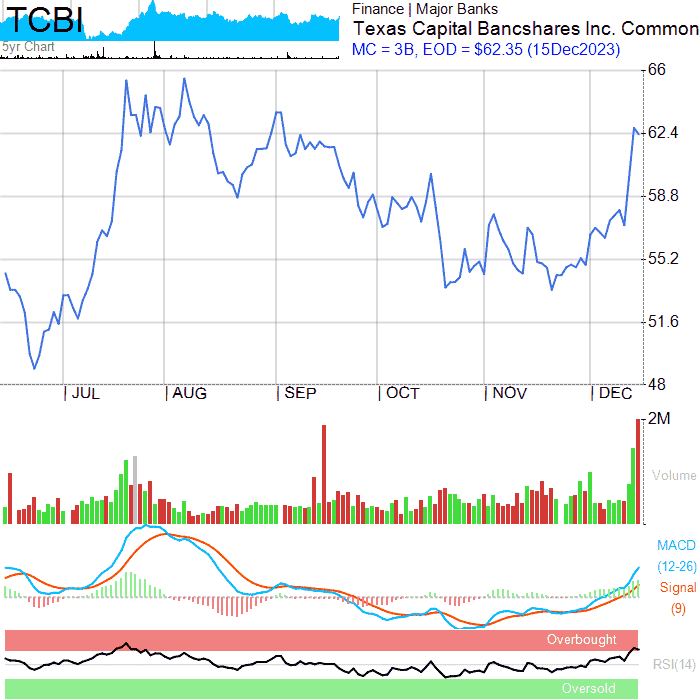 TCBI
5yr Chart
Finance | Major Banks
Texas Capital Bancshares Inc. Common
MC = 3B, EOD = $62.35 (15Dec2023)
66
62.4
58.8
55.2
51.6
48
| JUL | AUG | SEP | OCT | NOV | DEC
2M
Volume
MACD
(12-26)
Signal
(9)
Overbought
RSI(14)
Oversold